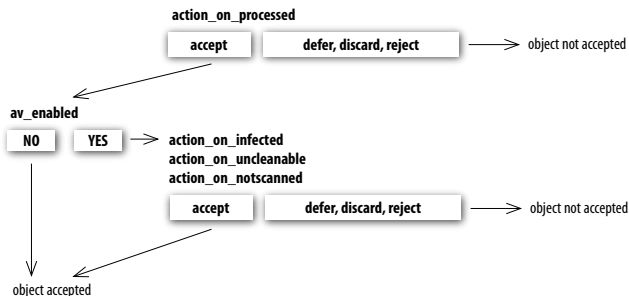 action_on_processed
accept defer, discard, reject object not accepted
av_enabled
NO YES action_on_infected
action_on_uncleanable
action_on_notscanned
accept defer, discard, reject object not accepted
object accepted